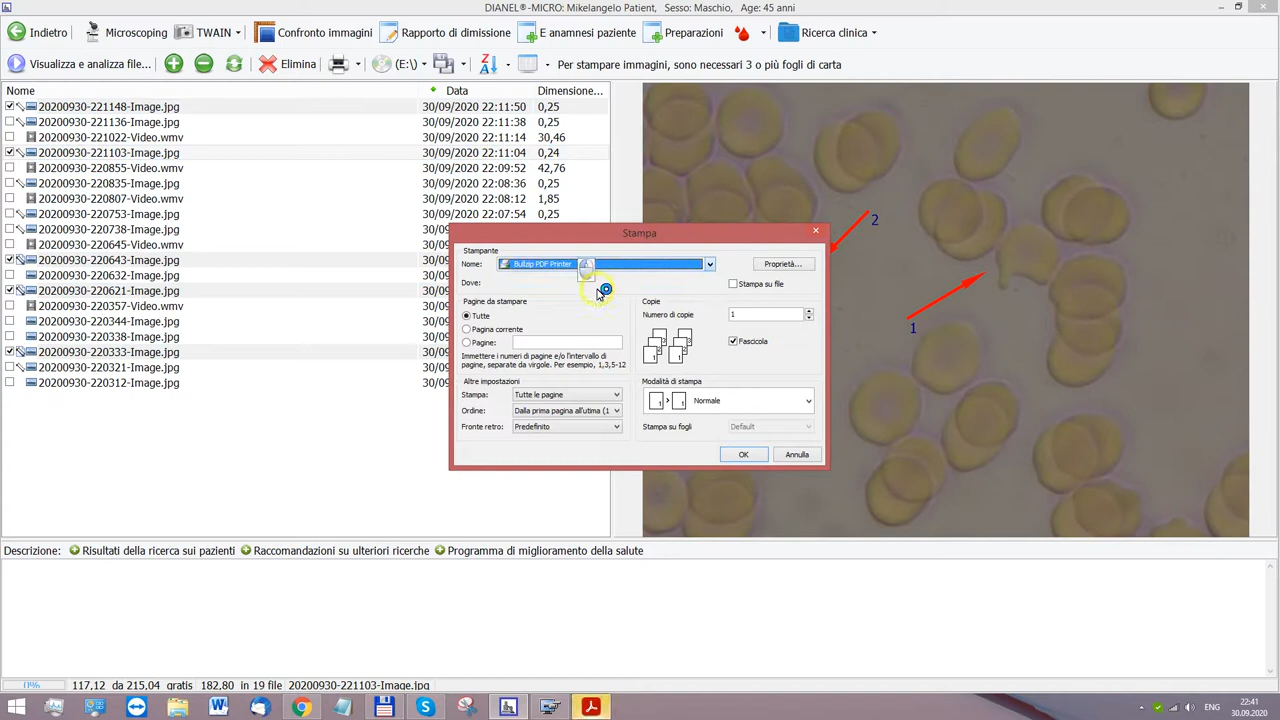 DIANEL®-MICRO: Mikelangelo Patient, Sesso: Maschio, Age: 45 anni
Indietro Microscoping TWAIN Confronto immagini Rapporto di dimissione E anamnesi paziente Preparazioni Ricerca clinica
Visualizza e analizza file... Elimina (E:\) Per stampare immagini, sono necessari 3 o più fogli di carta
Nome Data Dimensione...
20200930-221148-Image.jpg 30/09/2020 22:11:50 0,25
20200930-221136-Image.jpg 30/09/2020 22:11:38 0,25
20200930-221022-Video.wmv 30/09/2020 22:11:14 30,46
20200930-221103-Image.jpg 30/09/2020 22:11:04 0,24
20200930-220855-Video.wmv 30/09/2020 22:09:52 42,76
20200930-220835-Image.jpg 30/09/2020 22:08:36 0,25
20200930-220807-Video.wmv 30/09/2020 22:08:12 1,85
20200930-220753-Image.jpg 30/09/2020 22:07:54 0,25
20200930-220738-Image.jpg
20200930-220645-Video.wmv
20200930-220643-Image.jpg
20200930-220632-Image.jpg
20200930-220621-Image.jpg
20200930-220357-Video.wmv
20200930-220344-Image.jpg
20200930-220338-Image.jpg
20200930-220333-Image.jpg
20200930-220321-Image.jpg
20200930-220312-Image.jpg
2
1
Stampa
Stampante
Nome: Bullzip PDF Printer Proprietà...
Dove: Stampa su file
Pagine da stampare
Tutte
Pagina corrente
Pagine:
Immettere i numeri di pagine e/o l'intervallo di
pagine, separate da virgole. Per esempio, 1,3,5-12
Copie
Numero di copie 1
Fascicola
Altre impostazioni
Stampa: Tutte le pagine
Ordine: Dalla prima pagina all'utima (1
Fronte retro: Predefinito
Modalità di stampa
Normale
Stampa su fogli Default
OK Annulla
Descrizione: Risultati della ricerca sui pazienti Raccomandazioni su ulteriori ricerche Programma di miglioramento della salute
0% 117,12 da 215,04 gratis 182,80 in 19 file 20200930-221103-Image.jpg
ENG 22:41
30.09.2020